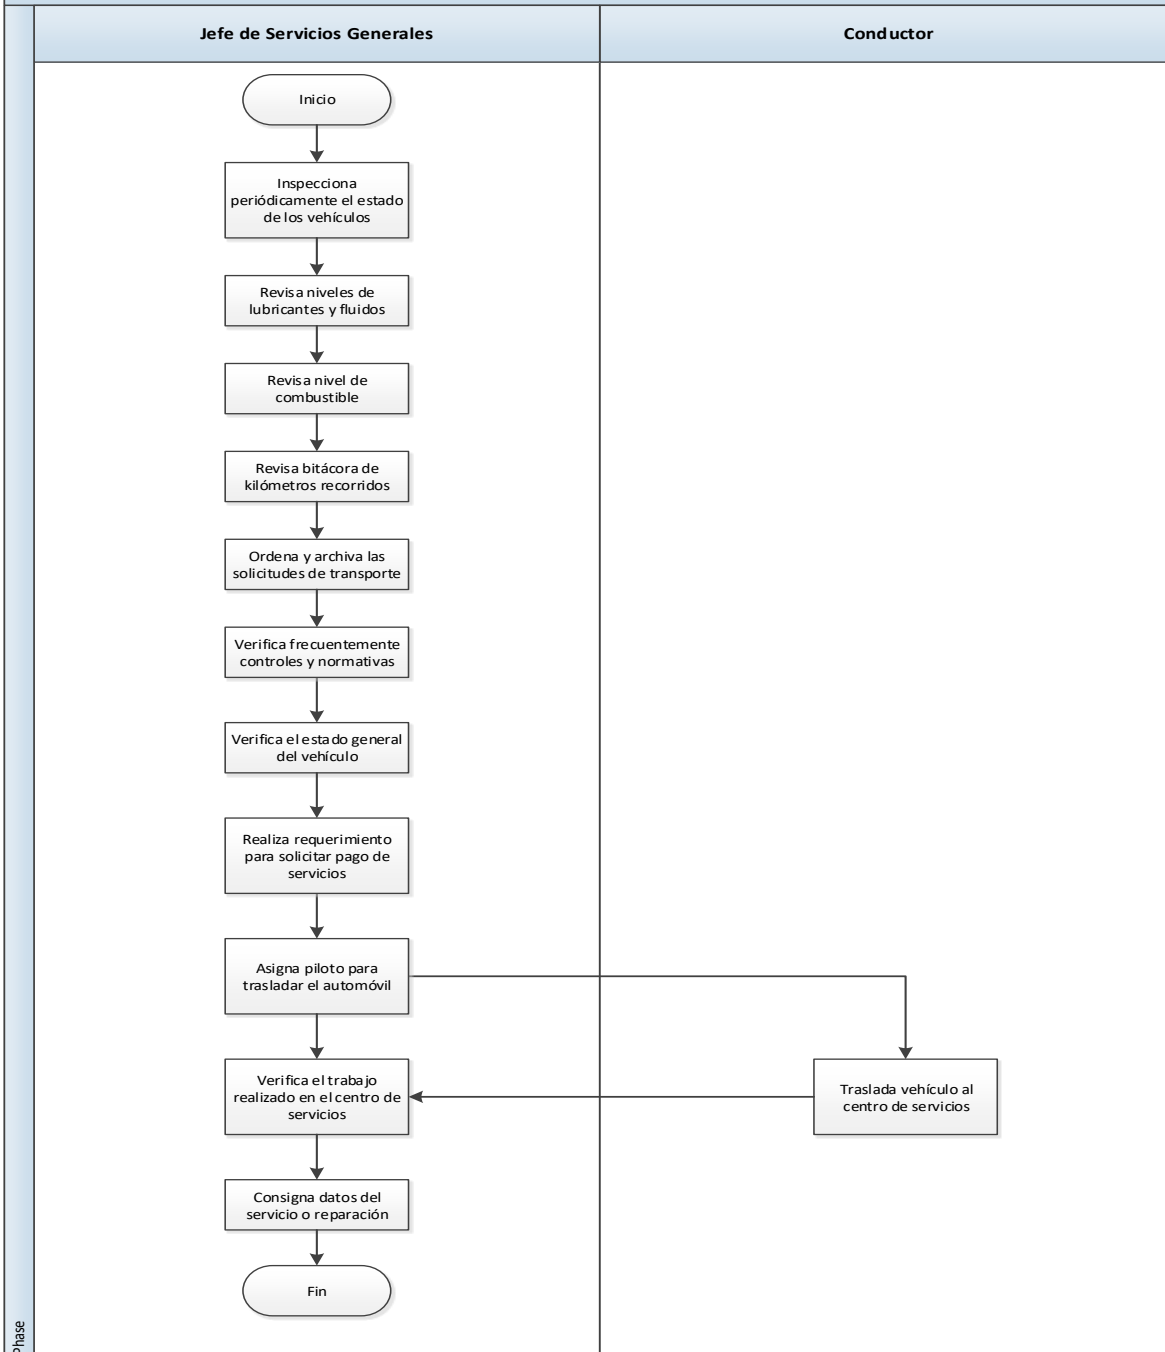 Jefe de Servicios Generales
Conductor
Inicio
Inspecciona
periódicamente el estado
de los vehículos
Revisa niveles de
lubricantes y fluidos
Revisa nivel de
combustible
Revisa bitácora de
kilómetros recorridos
Ordena y archiva las
solicitudes de transporte
Verifica frecuentemente
controles y normativas
Verifica el estado general
del vehículo
Realiza requerimiento
para solicitar pago de
servicios
Asigna piloto para
trasladar el automóvil
Verifica el trabajo
realizado en el centro de
servicios
Traslada vehículo al
centro de servicios
Consigna datos del
servicio o reparación
Fin
Phase